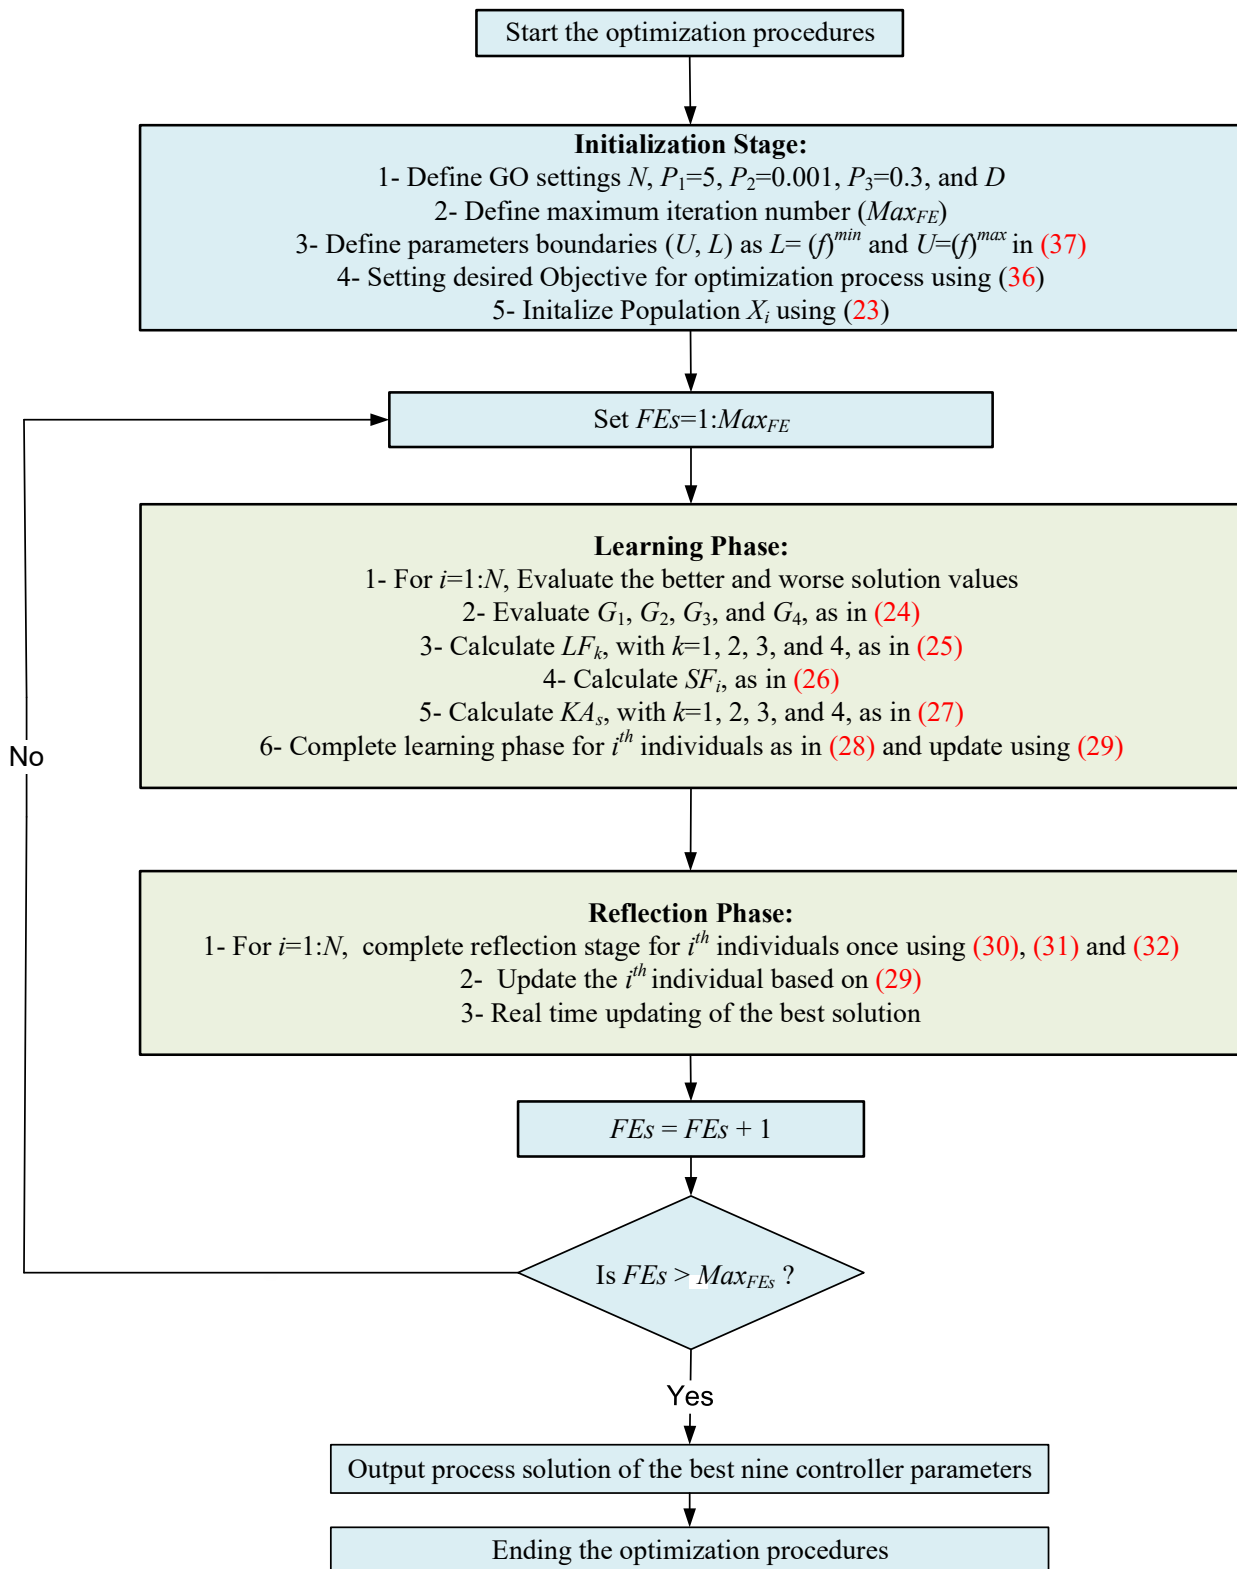 Start the optimization procedures
Initialization Stage:
1- Define GO settings N, P1=5, P2=0.001, P3=0.3, and D
2- Define maximum iteration number (MaxFE)
3- Define parameters boundaries (U, L) as L= (f)min and U=(f)max in (37)
4- Setting desired Objective for optimization process using (36)
5- Initalize Population Xi using (23)
Set FEs=1:MaxFE
Learning Phase:
1- For i=1:N, Evaluate the better and worse solution values
2- Evaluate G1, G2, G3, and G4, as in (24)
3- Calculate LFk, with k=1, 2, 3, and 4, as in (25)
4- Calculate SFi, as in (26)
5- Calculate KAs, with k=1, 2, 3, and 4, as in (27)
6- Complete learning phase for ith individuals as in (28) and update using (29)
No
Reflection Phase:
1- For i=1:N, complete reflection stage for ith individuals once using (30), (31) and (32)
2- Update the ith individual based on (29)
3- Real time updating of the best solution
FEs = FEs + 1
Is FEs > MaxFEs ?
Yes
Output process solution of the best nine controller parameters
Ending the optimization procedures